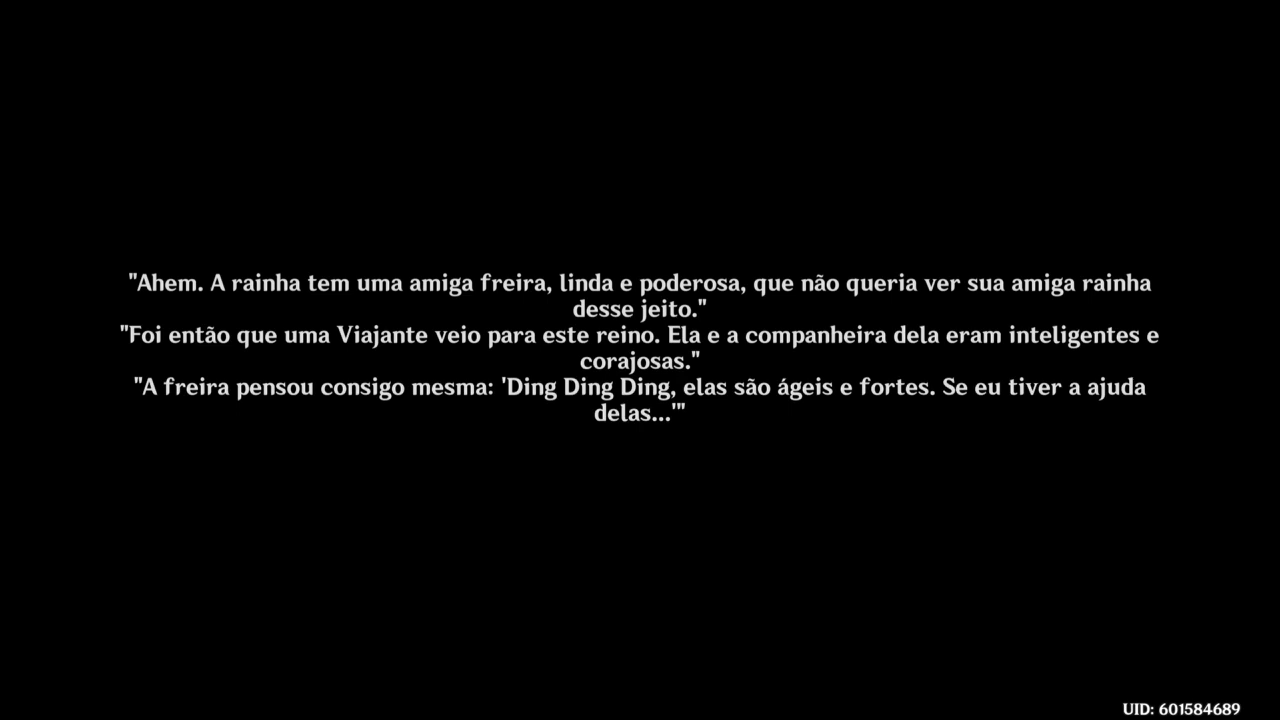 "Ahem. A rainha tem uma amiga freira, linda e poderosa, que não queria ver sua amiga rainha
desse jeito."
"Foi então que uma Viajante veio para este reino. Ela e a companheira dela eram inteligentes e
corajosas."
"A freira pensou consigo mesma: 'Ding Ding Ding, elas são ágeis e fortes. Se eu tiver a ajuda
delas...'"
UID: 601584689